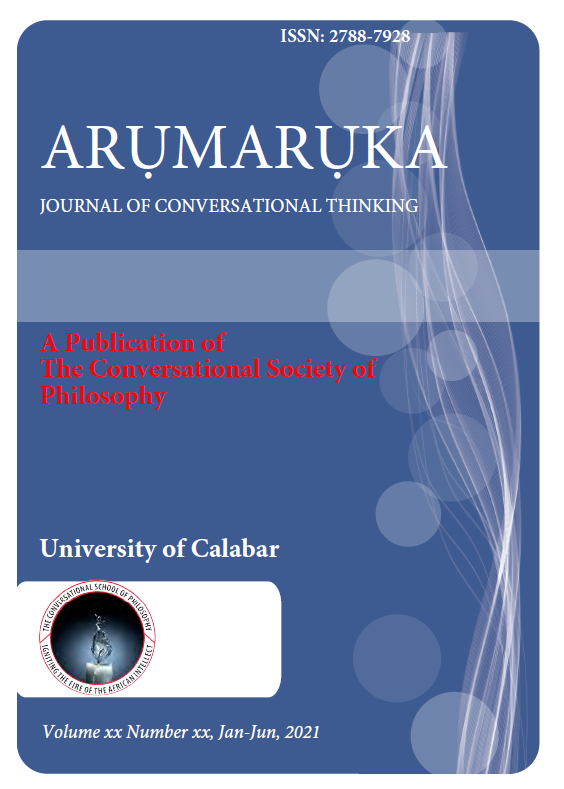 ISSN: 2788-7928
ARỤMARỤKA
JOURNAL OF CONVERSATIONAL THINKING
A Publication of
The Conversational Society of
Philosophy
University of Calabar
THE CONVERSATIONAL SCHOOL OF PHILOSOPHY
IGNITING THE FIRE OF THE AFRICAN INTELLECT
Volume xx Number xx, Jan-Jun, 2021